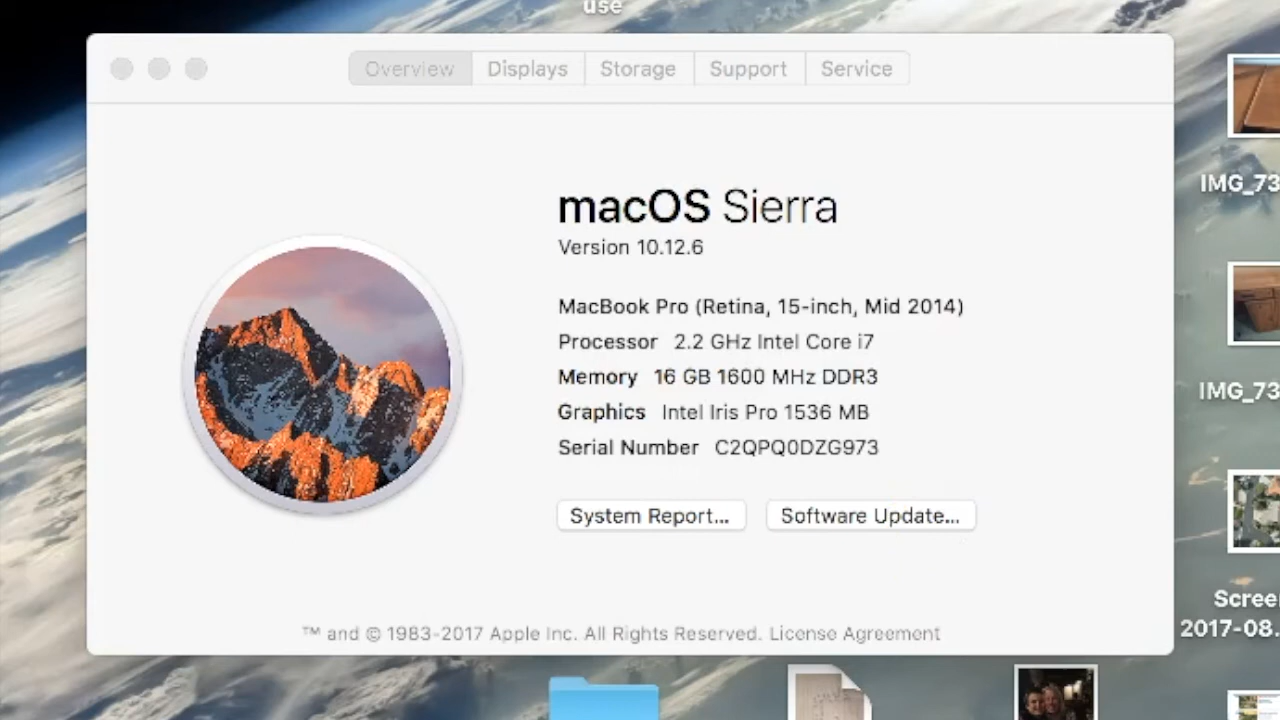 use
Overview Displays Storage Support Service
macOS Sierra
Version 10.12.6
MacBook Pro (Retina, 15-inch, Mid 2014)
Processor 2.2 GHz Intel Core i7
Memory 16 GB 1600 MHz DDR3
Graphics Intel Iris Pro 1536 MB
Serial Number C2QPQ0DZG973
System Report... Software Update...
™ and © 1983-2017 Apple Inc. All Rights Reserved. License Agreement
IMG_73
IMG_73
Scree
2017-08.